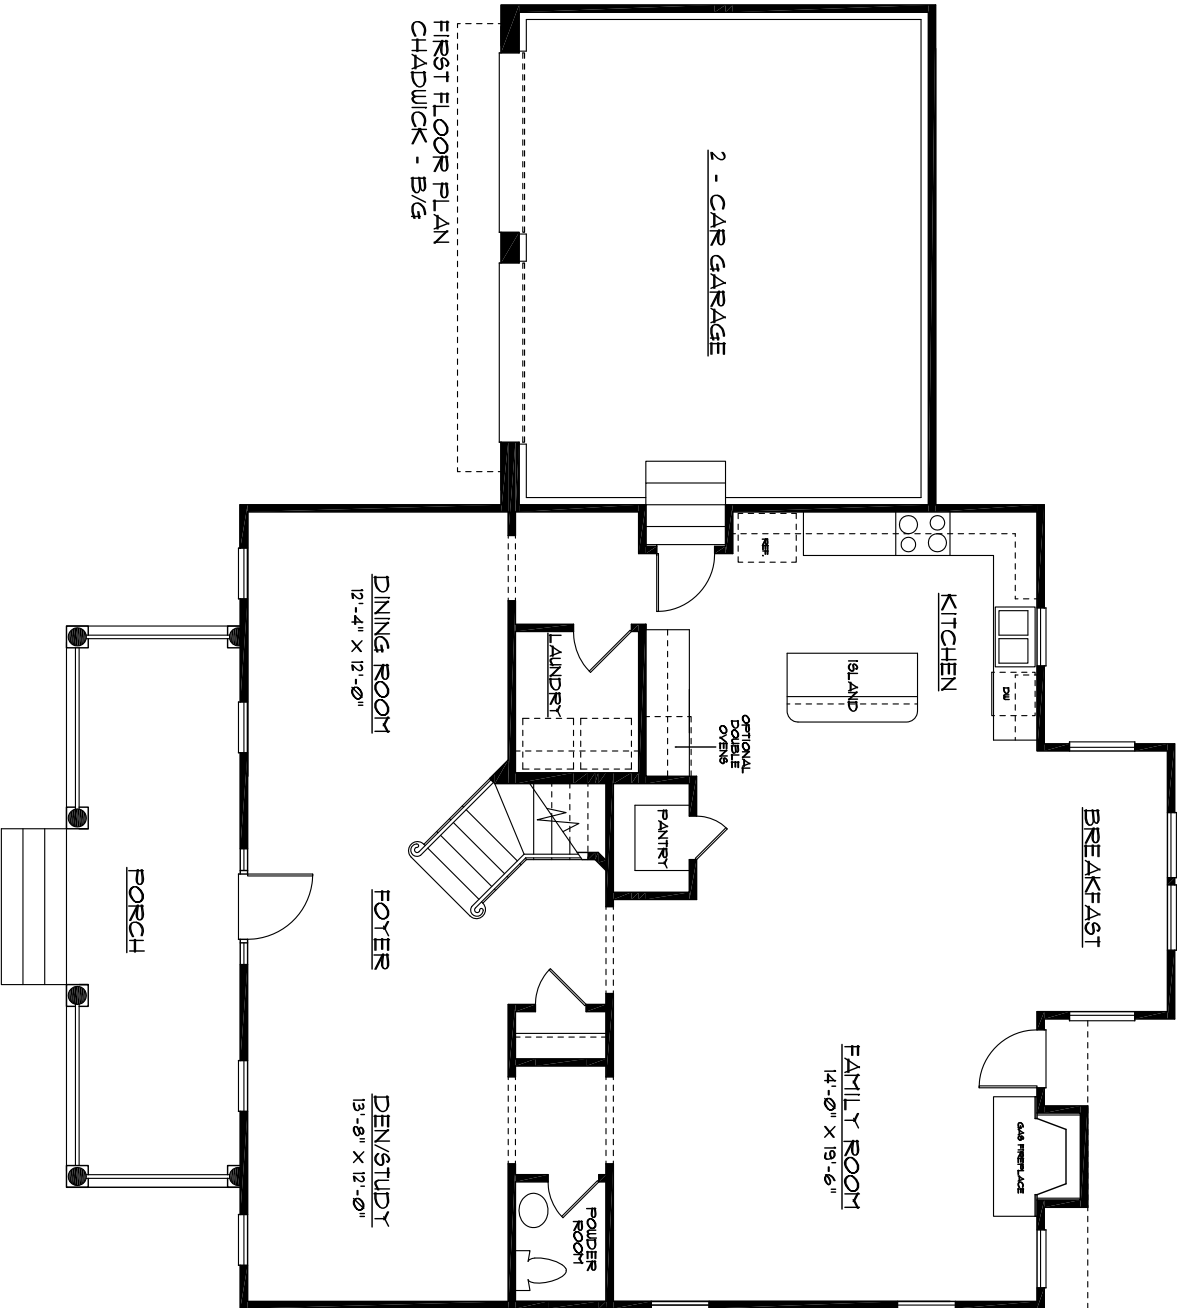 FIRST FLOOR PLAN
CHADWICK - B/G
2 - CAR GARAGE
KITCHEN
REF.
ISLAND
DW
OPTIONAL
DOUBLE
OVENS
BREAKFAST
LAUNDRY
PANTRY
DINING ROOM
12'-4" X 12'-0"
FOYER
PORCH
FAMILY ROOM
14'-0" X 19'-6"
GAS FIREPLACE
DEN/STUDY
13'-8" X 12'-0"
POWDER
ROOM